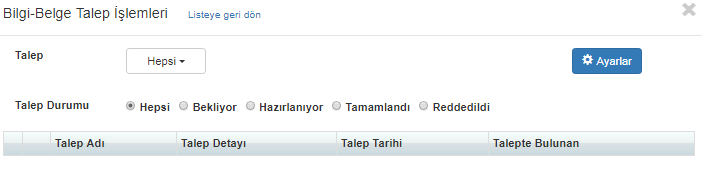 Bilgi-Belge Talep İşlemleri Listeye geri dön
Talep Hepsi Ayarlar
Talep Durumu Hepsi Bekliyor Hazırlanıyor Tamamlandı Reddedildi
Talep Adı Talep Detayı Talep Tarihi Talepte Bulunan